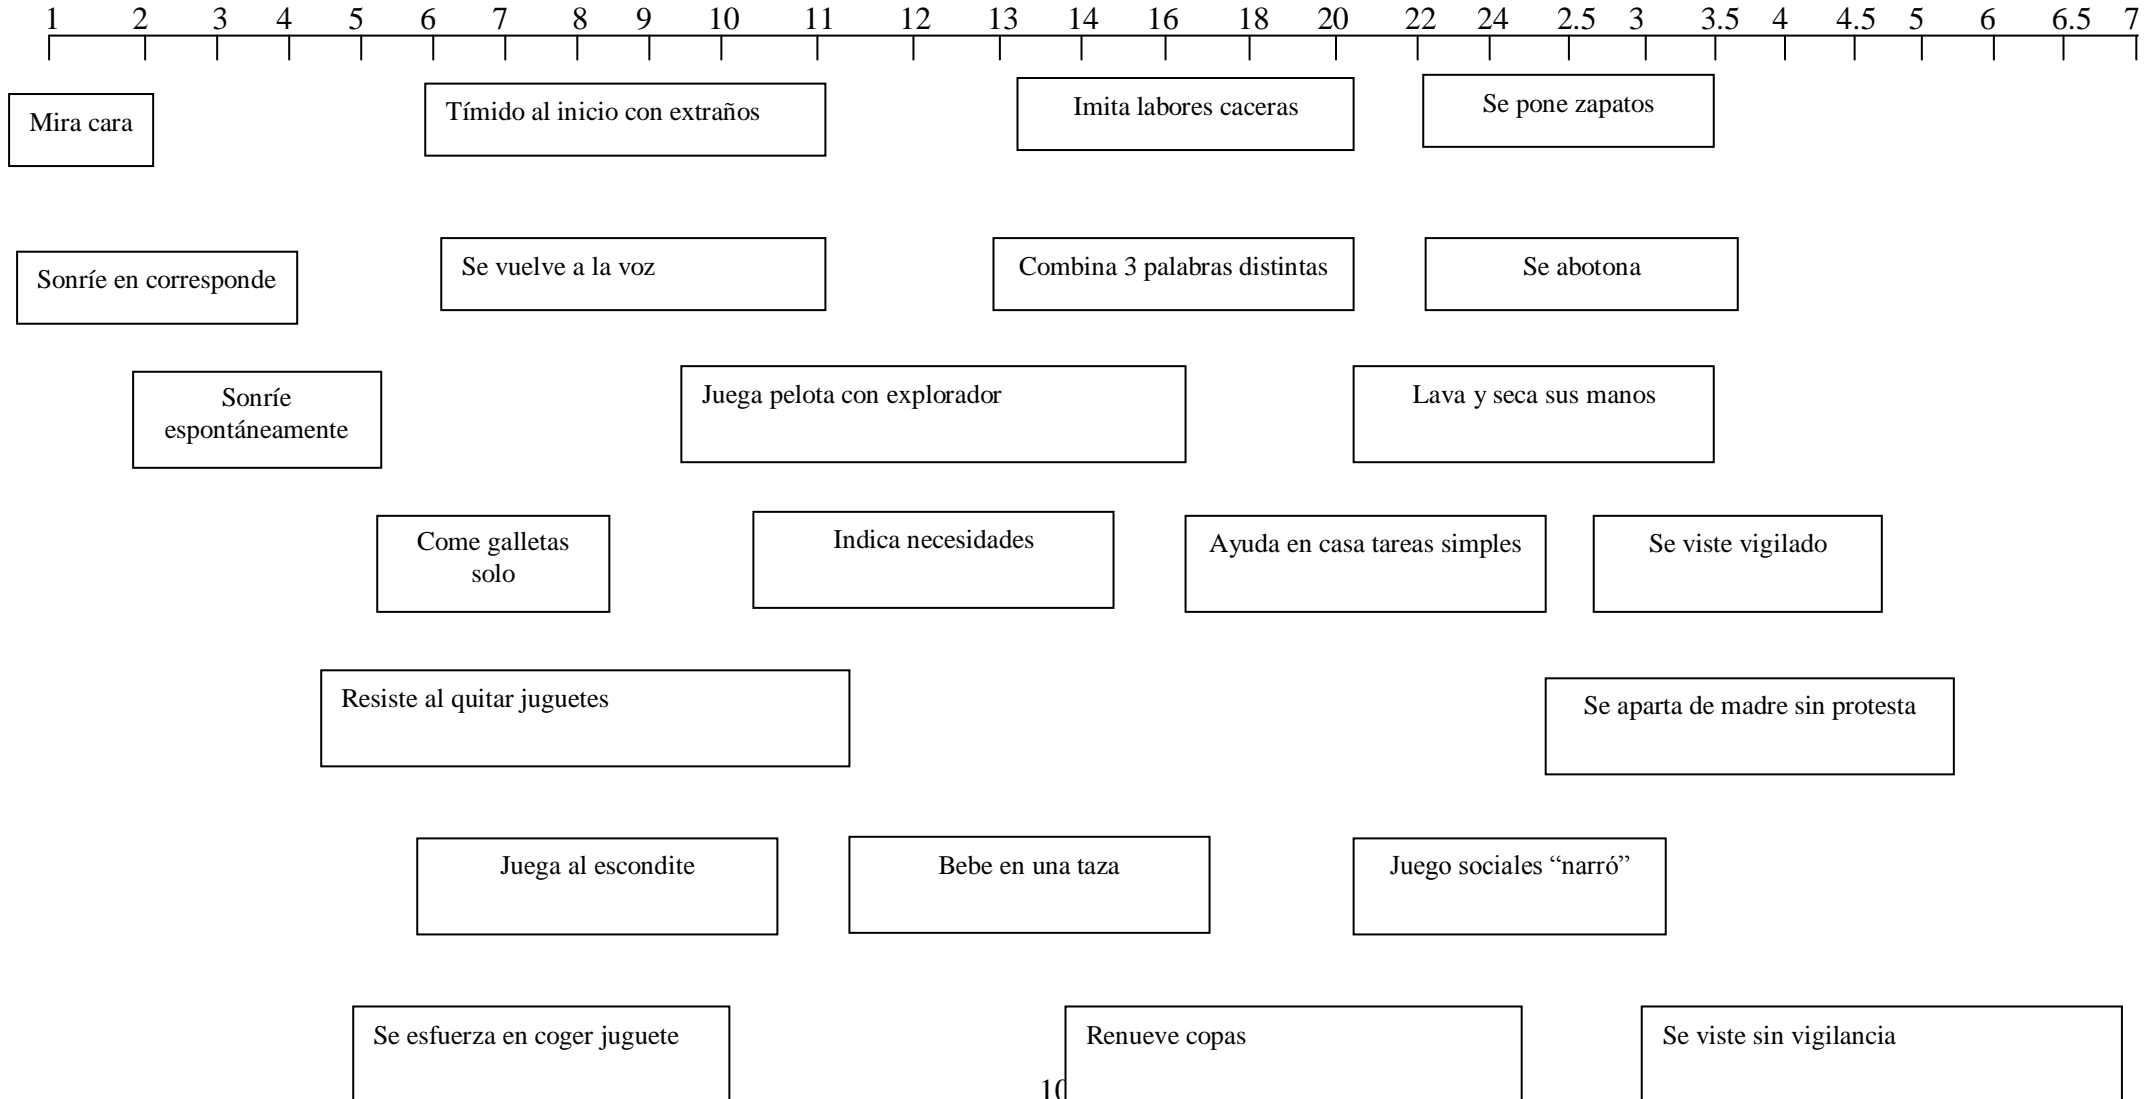 1 2 3 4 5 6 7 8 9 10 11 12 13 14 16 18 20 22 24 2.5 3 3.5 4 4.5 5 6 6.5 7
Mira cara
Tímido al inicio con extraños
Imita labores caceras
Se pone zapatos
Sonríe en corresponde
Se vuelve a la voz
Combina 3 palabras distintas
Se abotona
Sonríe
espontáneamente
Juega pelota con explorador
Lava y seca sus manos
Come galletas
solo
Indica necesidades
Ayuda en casa tareas simples
Se viste vigilado
Resiste al quitar juguetes
Se aparta de madre sin protesta
Juega al escondite
Bebe en una taza
Juego sociales “narró”
Se esfuerza en coger juguete
Renueve copas
Se viste sin vigilancia
10